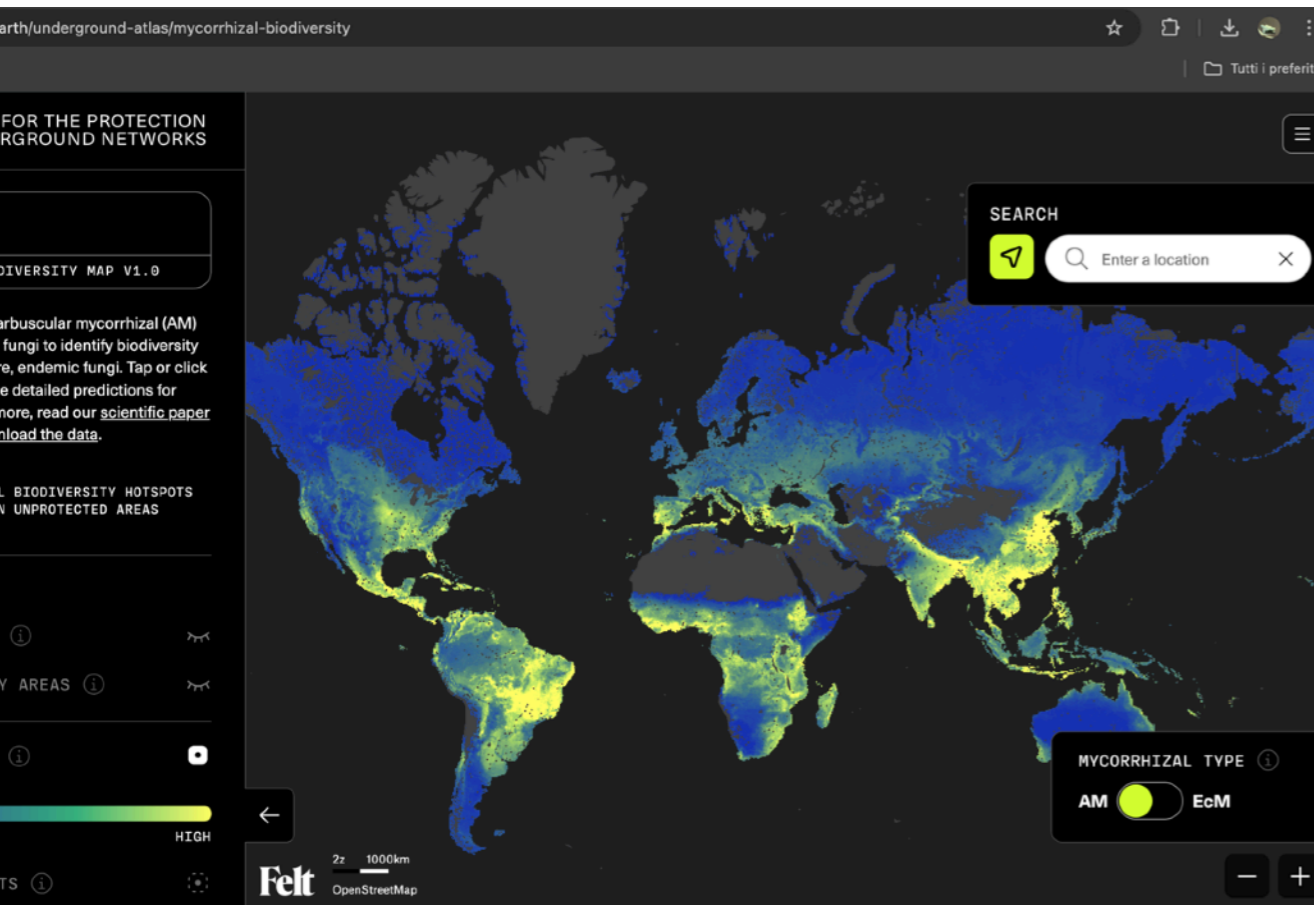 arth/underground-atlas/mycorrhizal-biodiversity
Tutti i preferit
FOR THE PROTECTION
RGROUND NETWORKS
DIVERSITY MAP V1.0
arbuscular mycorrhizal (AM)
fungi to identify biodiversity
re, endemic fungi. Tap or click
e detailed predictions for
more, read our scientific paper
nload the data.
L BIODIVERSITY HOTSPOTS
N UNPROTECTED AREAS
Y AREAS
HIGH
TS
SEARCH
Enter a location
MYCORRHIZAL TYPE
AM EcM
Felt
2z 1000km
OpenStreetMap